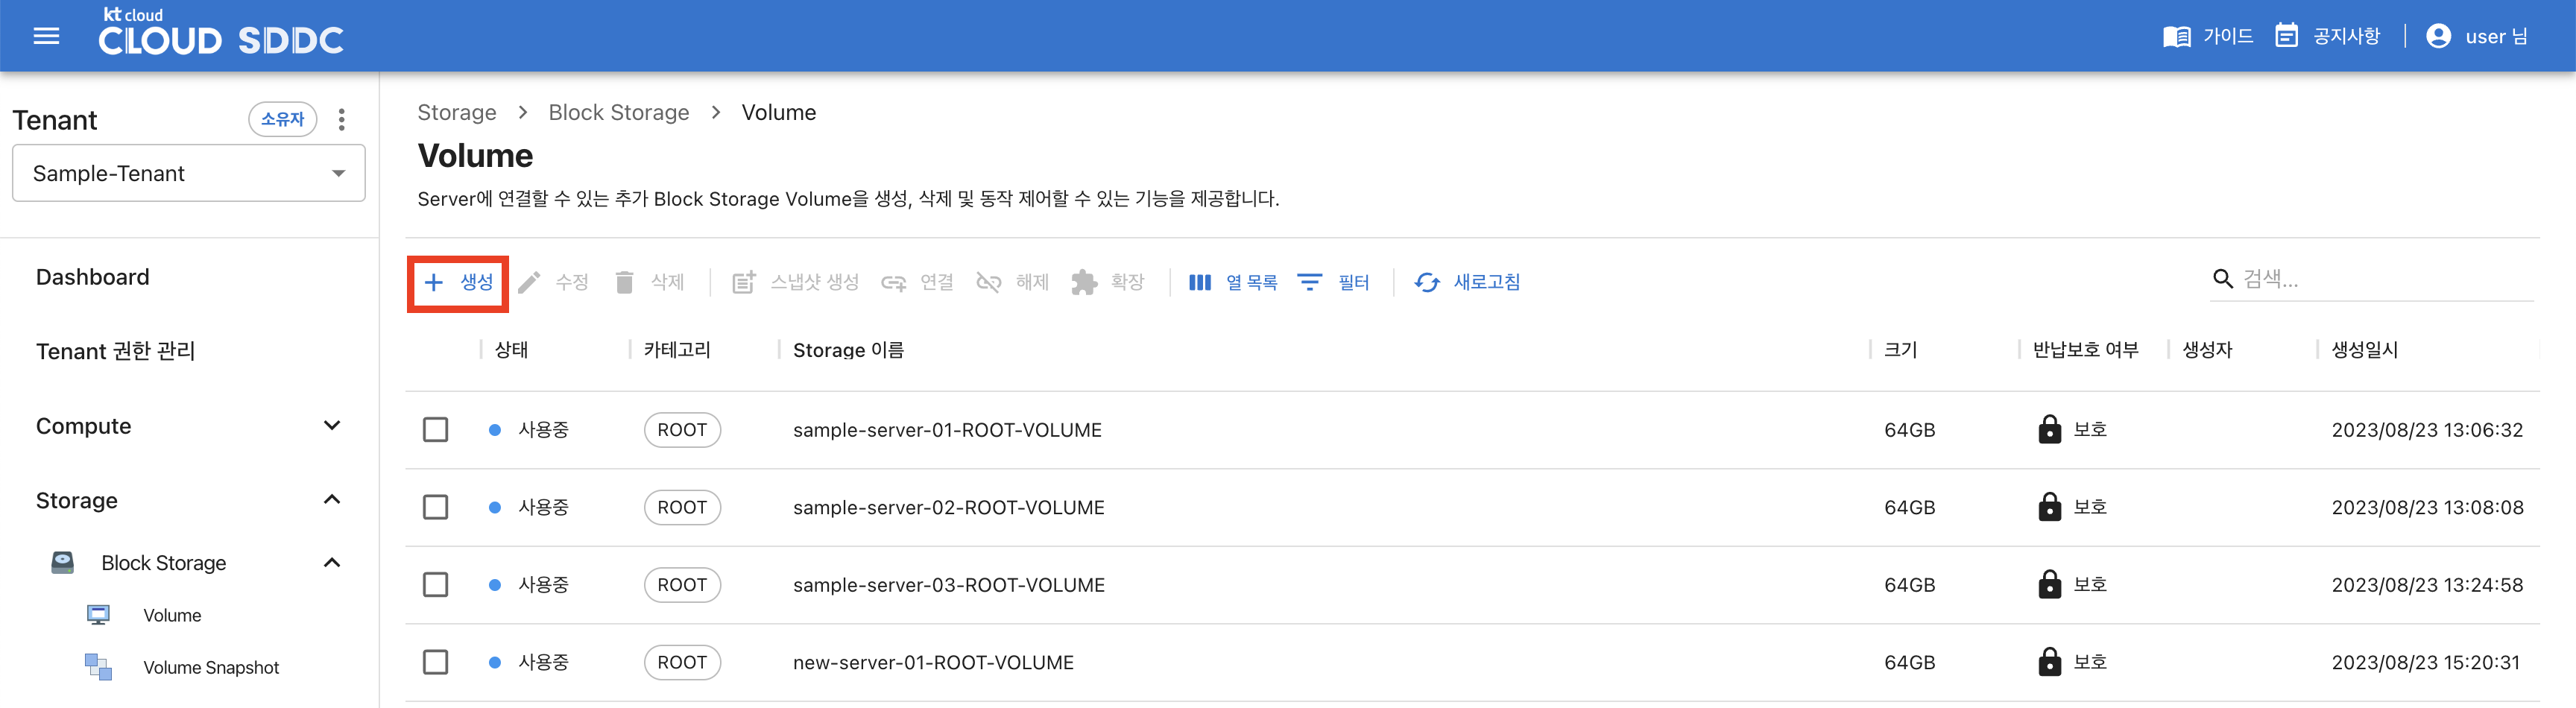 kt cloud
CLOUD SDDC
가이드 공지사항 user 님
Tenant 소유자
Sample-Tenant
Dashboard
Tenant 권한 관리
Compute
Storage
Block Storage
Volume
Volume Snapshot
Storage > Block Storage > Volume
Volume
Server에 연결할 수 있는 추가 Block Storage Volume을 생성, 삭제 및 동작 제어할 수 있는 기능을 제공합니다.
생성 수정 삭제 스냅샷 생성 연결 해제 확장 열 목록 필터 새로고침 검색...
상태 카테고리 Storage 이름 크기 반납보호 여부 생성자 생성일시
사용중 ROOT sample-server-01-ROOT-VOLUME 64GB 보호 2023/08/23 13:06:32
사용중 ROOT sample-server-02-ROOT-VOLUME 64GB 보호 2023/08/23 13:08:08
사용중 ROOT sample-server-03-ROOT-VOLUME 64GB 보호 2023/08/23 13:24:58
사용중 ROOT new-server-01-ROOT-VOLUME 64GB 보호 2023/08/23 15:20:31